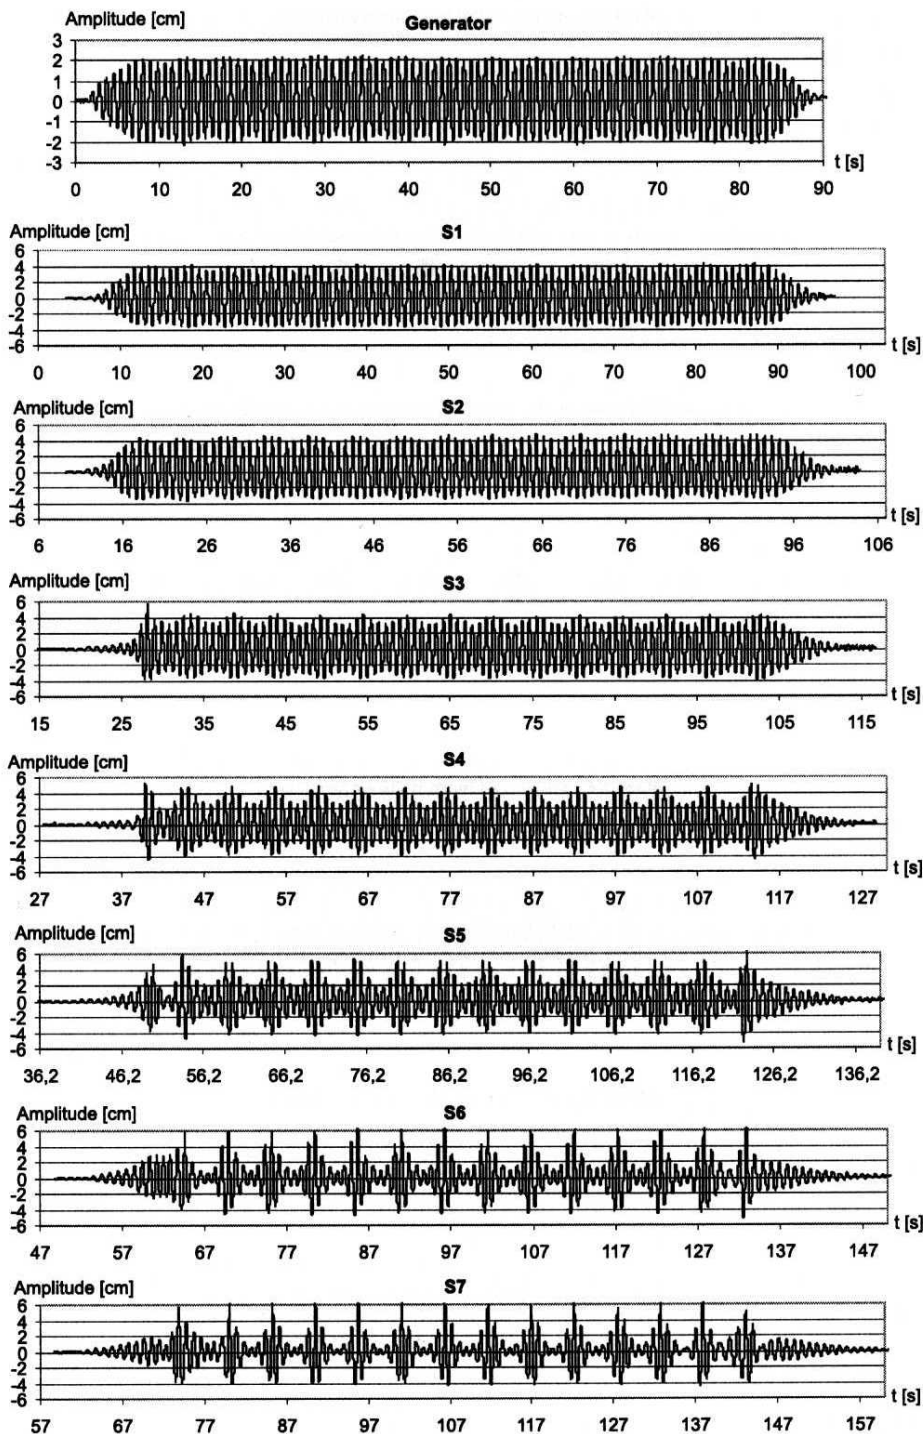 Amplitude [cm] Generator
3
2
1
0
-1
-2
-3
t [s]
0 10 20 30 40 50 60 70 80 90
Amplitude [cm] S1
6
4
2
0
-2
-4
-6
t [s]
0 10 20 30 40 50 60 70 80 90 100
Amplitude [cm] S2
6
4
2
0
-2
-4
-6
t [s]
6 16 26 36 46 56 66 76 86 96 106
Amplitude [cm] S3
6
4
2
0
-2
-4
-6
t [s]
15 25 35 45 55 65 75 85 95 105 115
Amplitude [cm] S4
6
4
2
0
-2
-4
-6
t [s]
27 37 47 57 67 77 87 97 107 117 127
Amplitude [cm] S5
6
4
2
0
-2
-4
-6
t [s]
36,2 46,2 56,2 66,2 76,2 86,2 96,2 106,2 116,2 126,2 136,2
Amplitude [cm] S6
6
4
2
0
-2
-4
-6
t [s]
47 57 67 77 87 97 107 117 127 137 147
Amplitude [cm] S7
6
4
2
0
-2
-4
-6
t [s]
57 67 77 87 97 107 117 127 137 147 157